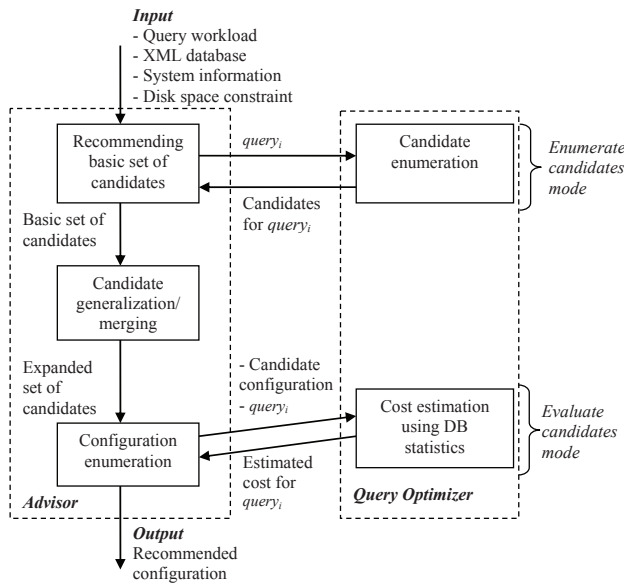 Input
- Query workload
- XML database
- System information
- Disk space constraint
Recommending
basic set of
candidates
query_i
Candidate
enumeration
Enumerate
candidates
mode
Candidates
for query_i
Basic set of
candidates
Candidate
generalization/
merging
Expanded
set of
candidates
- Candidate
configuration
- query_i
Configuration
enumeration
Cost estimation
using DB
statistics
Evaluate
candidates
mode
Estimated
cost for
query_i
Advisor
Query Optimizer
Output
Recommended
configuration